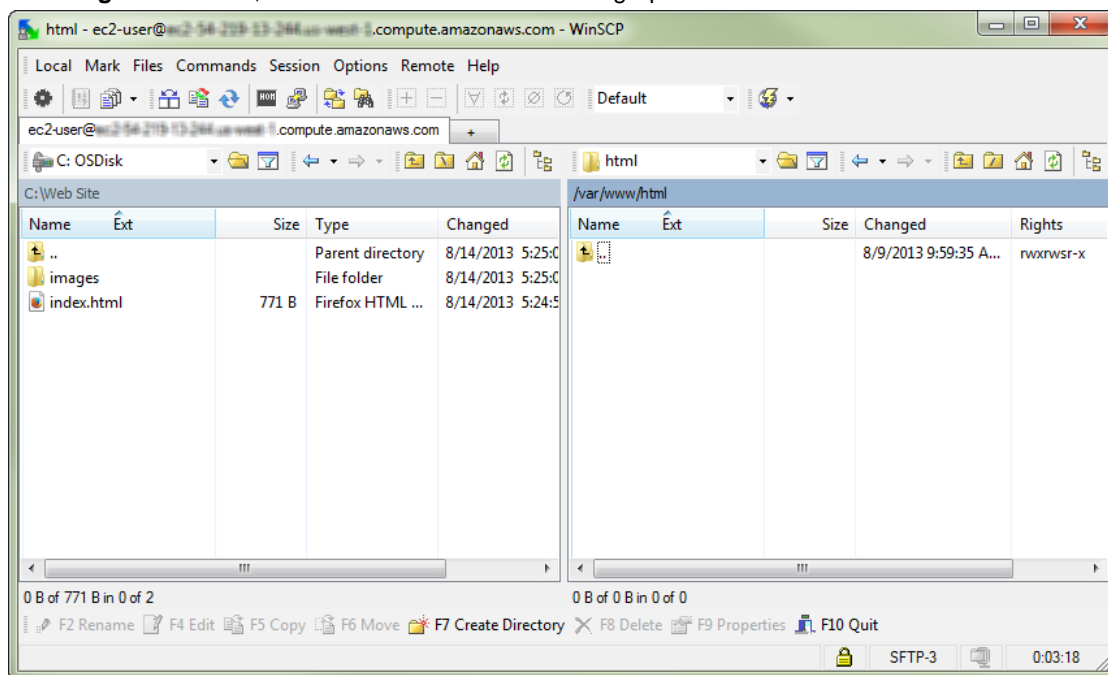 html - ec2-user@ .compute.amazonaws.com - WinSCP
Local Mark Files Commands Session Options Remote Help
Default
ec2-user@ .compute.amazonaws.com +
C: OSDisk html
C:\Web Site /var/www/html
Name Ext Size Type Changed Name Ext Size Changed Rights
.. Parent directory 8/14/2013 5:25:0 .. 8/9/2013 9:59:35 A... rwxrwsr-x
images File folder 8/14/2013 5:25:0
index.html 771 B Firefox HTML ... 8/14/2013 5:24:5
0 B of 771 B in 0 of 2 0 B of 0 B in 0 of 0
F2 Rename F4 Edit F5 Copy F6 Move F7 Create Directory F8 Delete F9 Properties F10 Quit
SFTP-3 0:03:18